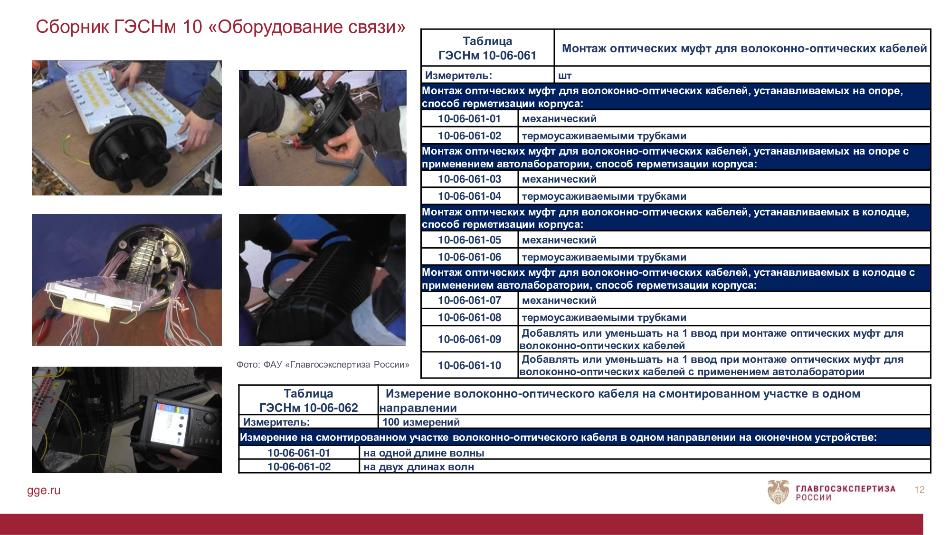 Сборник ГЭСНм 10 «Оборудование связи»
Таблица
ГЭСНм 10-06-061
Монтаж оптических муфт для волоконно-оптических кабелей
Измеритель:
шт
Монтаж оптических муфт для волоконно-оптических кабелей, устанавливаемых на опоре,
способ герметизации корпуса:
10-06-061-01
механический
10-06-061-02
термоусаживаемыми трубками
Монтаж оптических муфт для волоконно-оптических кабелей, устанавливаемых на опоре с
применением автолаборатории, способ герметизации корпуса:
10-06-061-03
механический
10-06-061-04
термоусаживаемыми трубками
Монтаж оптических муфт для волоконно-оптических кабелей, устанавливаемых в колодце,
способ герметизации корпуса:
10-06-061-05
механический
10-06-061-06
термоусаживаемыми трубками
Монтаж оптических муфт для волоконно-оптических кабелей, устанавливаемых в колодце с
применением автолаборатории, способ герметизации корпуса:
10-06-061-07
механический
10-06-061-08
термоусаживаемыми трубками
10-06-061-09
Добавлять или уменьшать на 1 ввод при монтаже оптических муфт для
волоконно-оптических кабелей
10-06-061-10
Добавлять или уменьшать на 1 ввод при монтаже оптических муфт для
волоконно-оптических кабелей с применением автолаборатории
Фото: ФАУ «Главгосэкспертиза России»
Таблица
ГЭСНм 10-06-062
Измерение волоконно-оптического кабеля на смонтированном участке в одном
направлении
Измеритель:
100 измерений
Измерение на смонтированном участке волоконно-оптического кабеля в одном направлении на оконечном устройстве:
10-06-061-01
на одной длине волны
10-06-061-02
на двух длинах волн
gge.ru
ГЛАВГОСЭКСПЕРТИЗА
РОССИИ
12